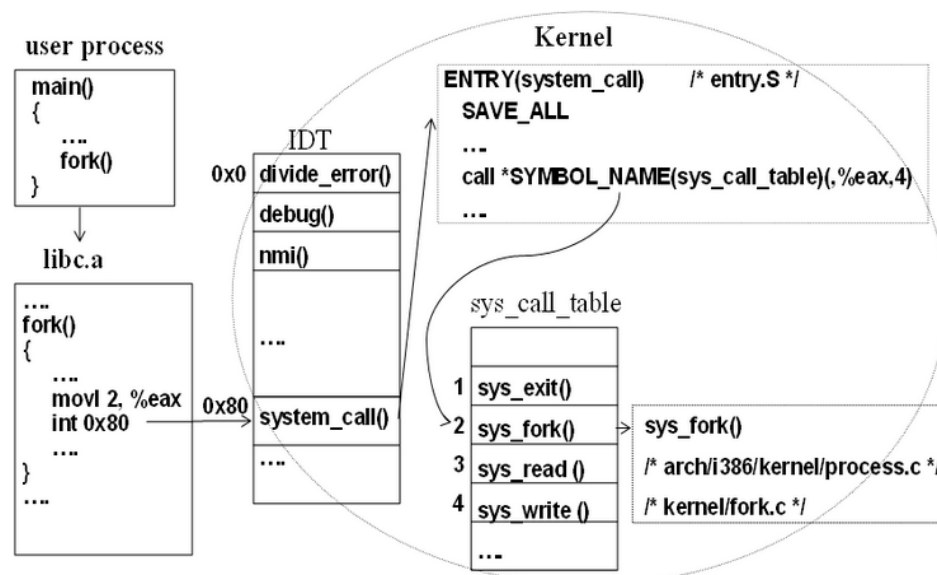 user process
main()
{
….
fork()
}
libc.a
….
fork()
{
….
movl 2, %eax
int 0x80
….
}
….
IDT
0x0 divide_error()
debug()
nmi()
….
0x80 system_call()
….
Kernel
ENTRY(system_call) /* entry.S */
SAVE_ALL
….
call *SYMBOL_NAME(sys_call_table)(,%eax,4)
….
sys_call_table
1 sys_exit()
2 sys_fork()
3 sys_read ()
4 sys_write ()
….
sys_fork()
/* arch/i386/kernel/process.c */
/* kernel/fork.c */